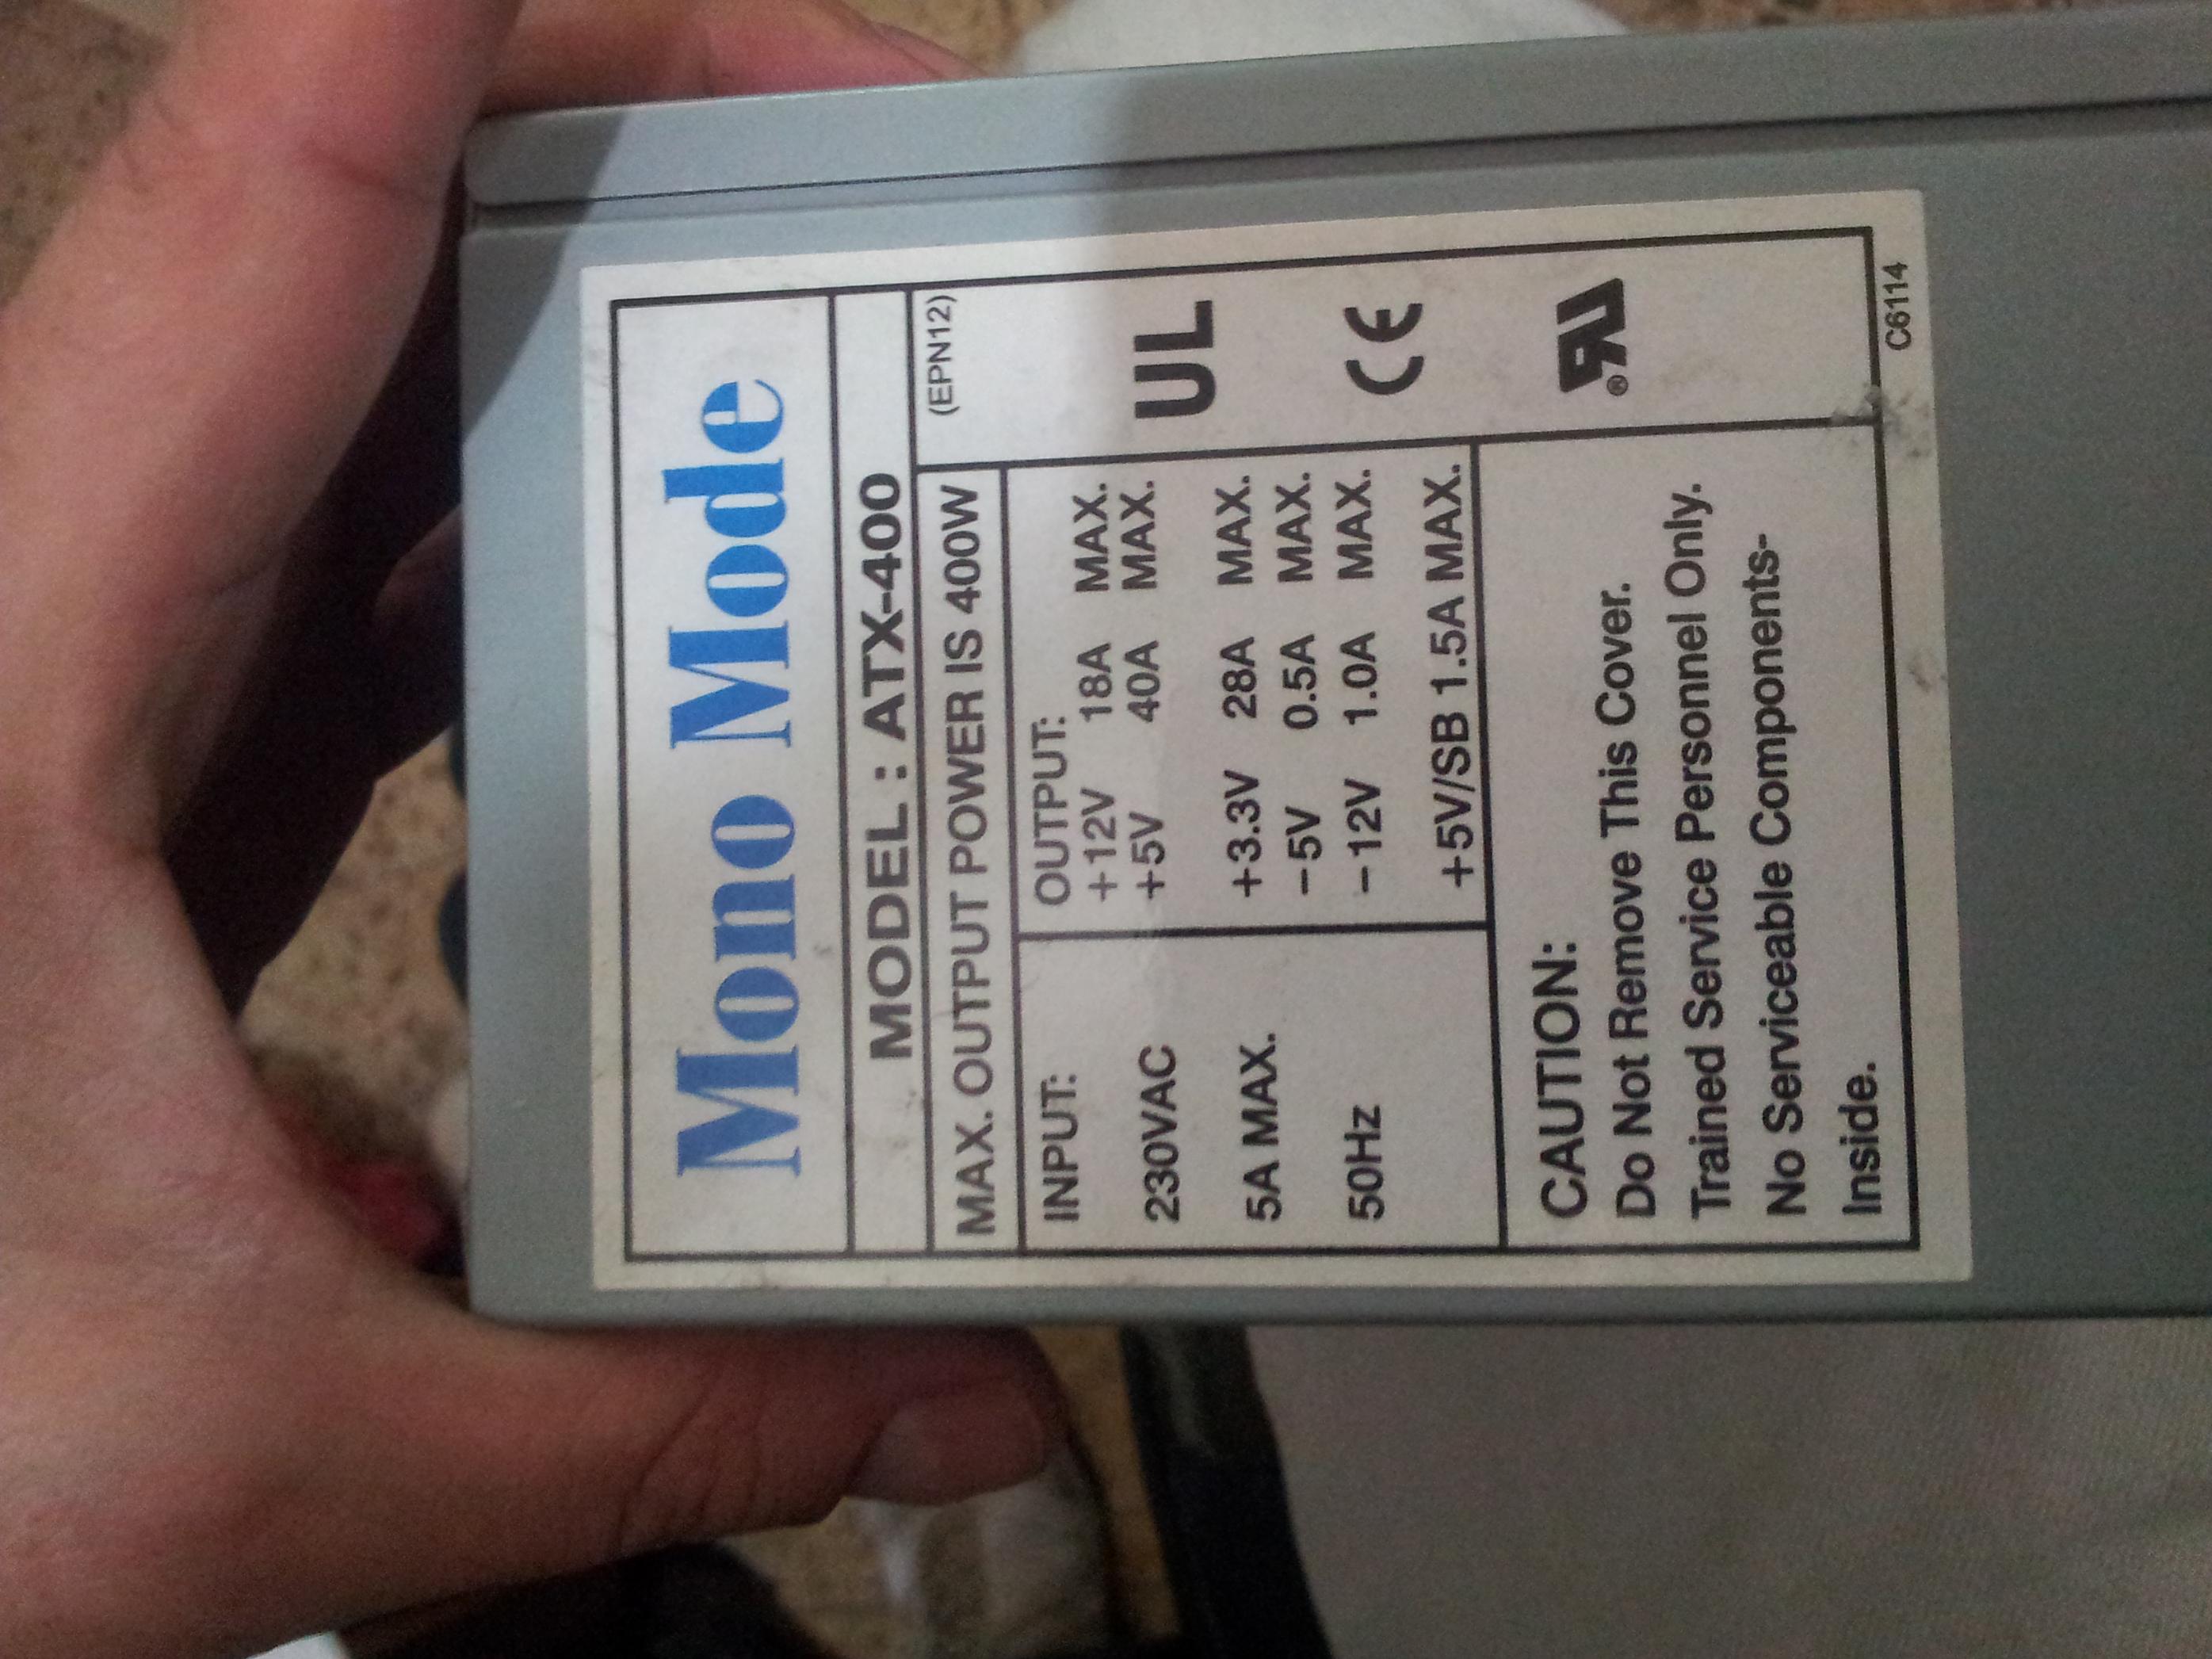 Mono Mode
MODEL : ATX-400
MAX. OUTPUT POWER IS 400W
(EPN12)
INPUT:
230VAC
5A MAX.
50Hz
OUTPUT:
+12V 18A MAX.
+5V 40A MAX.
+3.3V 28A MAX.
−5V 0.5A MAX.
−12V 1.0A MAX.
+5V/SB 1.5A MAX.
UL
CE
RU®
CAUTION:
Do Not Remove This Cover.
Trained Service Personnel Only.
No Serviceable Components-
Inside.
C6114